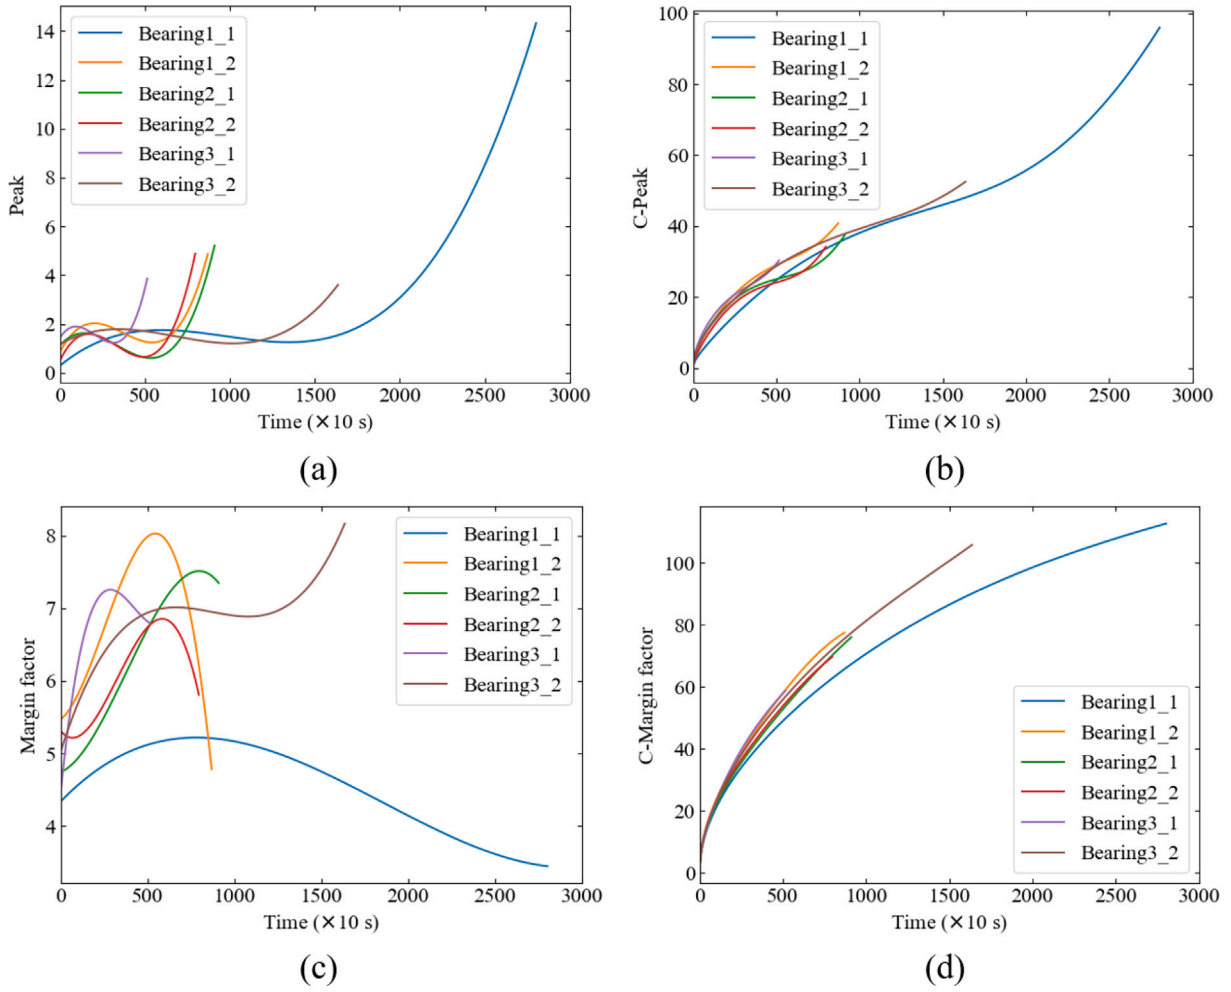 Peak
14
12
10
8
6
4
2
0
Bearing1_1
Bearing1_2
Bearing2_1
Bearing2_2
Bearing3_1
Bearing3_2
0 500 1000 1500 2000 2500 3000
Time (×10 s)
(a)
C-Peak
100
80
60
40
20
0
Bearing1_1
Bearing1_2
Bearing2_1
Bearing2_2
Bearing3_1
Bearing3_2
0 500 1000 1500 2000 2500 3000
Time (×10 s)
(b)
Margin factor
8
7
6
5
4
Bearing1_1
Bearing1_2
Bearing2_1
Bearing2_2
Bearing3_1
Bearing3_2
0 500 1000 1500 2000 2500 3000
Time (×10 s)
(c)
C-Margin factor
100
80
60
40
20
0
Bearing1_1
Bearing1_2
Bearing2_1
Bearing2_2
Bearing3_1
Bearing3_2
0 500 1000 1500 2000 2500 3000
Time (×10 s)
(d)